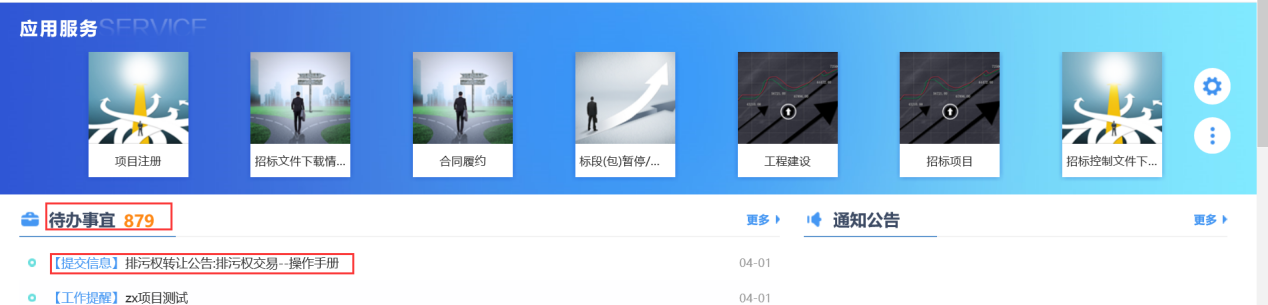 应用服务SERVICE
项目注册
招标文件下载情...
合同履约
标段(包)暂停/...
工程建设
招标项目
招标控制文件下...
待办事宜 879
更多
通知公告
更多
【提交信息】排污权转让公告:排污权交易--操作手册
04-01
【工作提醒】zx项目测试
04-01